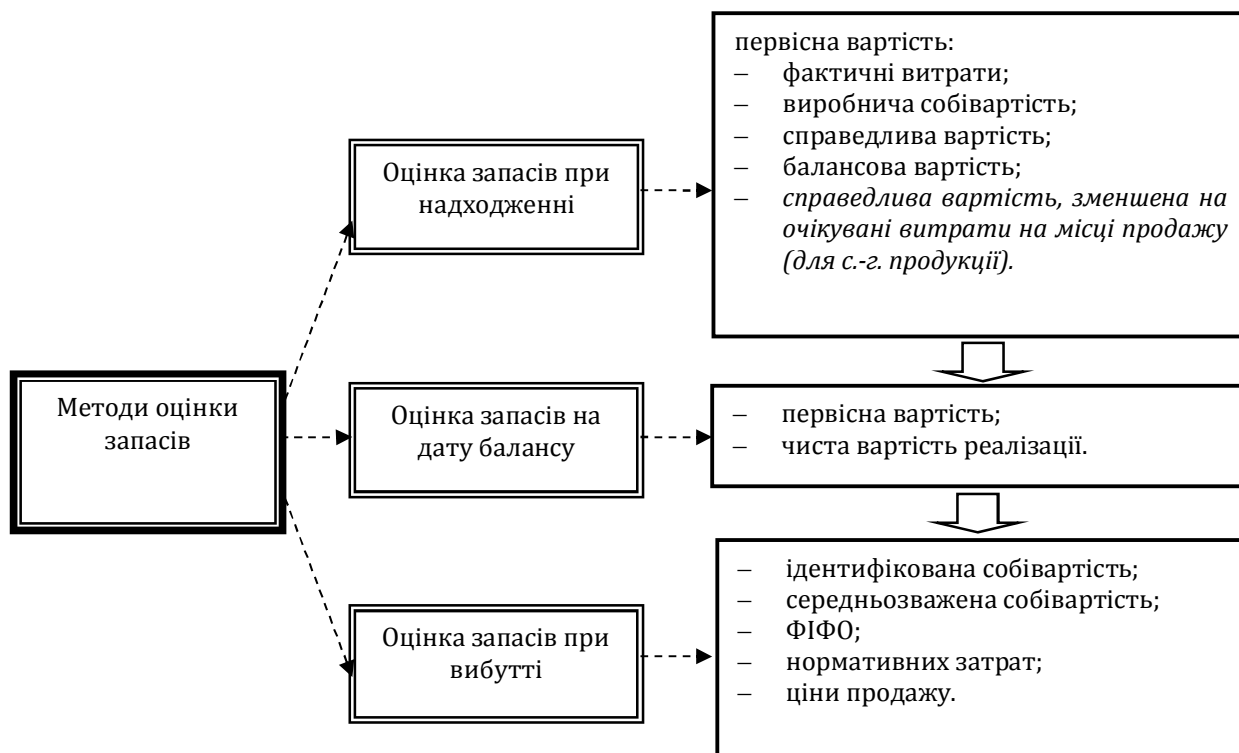 Методи оцінки
запасів
Оцінка запасів при
надходженні
первісна вартість:
– фактичні витрати;
– виробнича собівартість;
– справедлива вартість;
– балансова вартість;
– справедлива вартість, зменшена на
очікувані витрати на місці продажу
(для с.-г. продукції).
Оцінка запасів на
дату балансу
– первісна вартість;
– чиста вартість реалізації.
Оцінка запасів при
вибутті
– ідентифікована собівартість;
– середньозважена собівартість;
– ФІФО;
– нормативних затрат;
– ціни продажу.